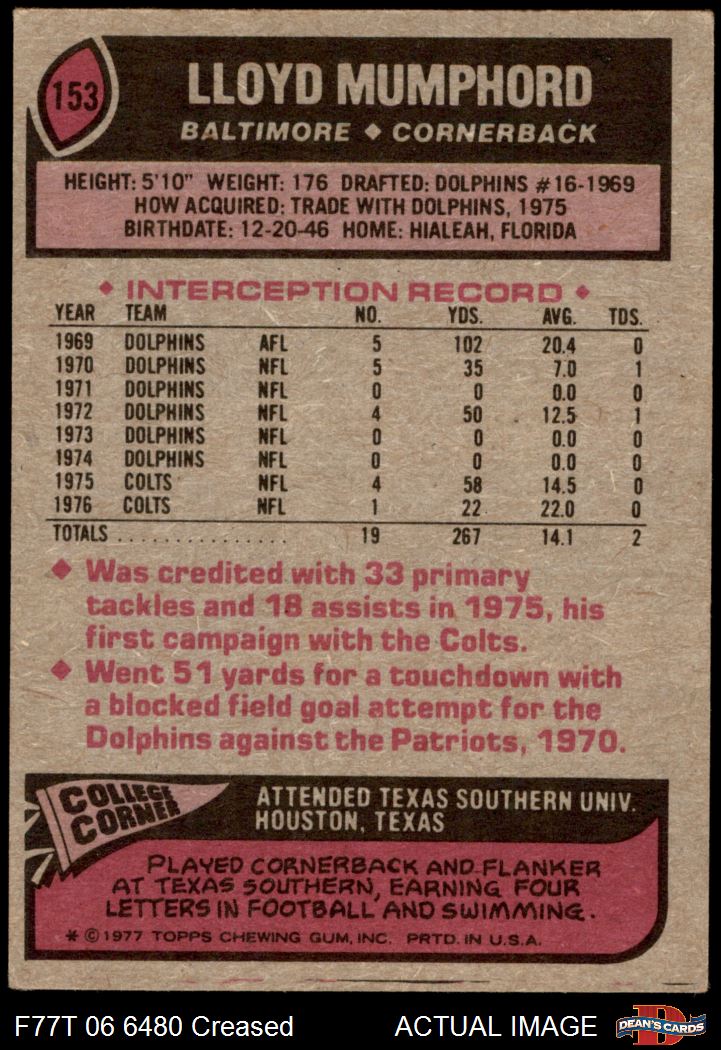 153
LLOYD MUMPHORD
BALTIMORE ♦ CORNERBACK
HEIGHT: 5'10" WEIGHT: 176 DRAFTED: DOLPHINS #16-1969
HOW ACQUIRED: TRADE WITH DOLPHINS, 1975
BIRTHDATE: 12-20-46 HOME: HIALEAH, FLORIDA
♦ INTERCEPTION RECORD ♦
YEAR TEAM NO. YDS. AVG. TDS.
1969 DOLPHINS AFL 5 102 20.4 0
1970 DOLPHINS NFL 5 35 7.0 1
1971 DOLPHINS NFL 0 0 0.0 0
1972 DOLPHINS NFL 4 50 12.5 1
1973 DOLPHINS NFL 0 0 0.0 0
1974 DOLPHINS NFL 0 0 0.0 0
1975 COLTS NFL 4 58 14.5 0
1976 COLTS NFL 1 22 22.0 0
TOTALS ............... 19 267 14.1 2
♦ Was credited with 33 primary
tackles and 18 assists in 1975, his
first campaign with the Colts.
♦ Went 51 yards for a touchdown with
a blocked field goal attempt for the
Dolphins against the Patriots, 1970.
COLLEGE
CORNER
ATTENDED TEXAS SOUTHERN UNIV.
HOUSTON, TEXAS
PLAYED CORNERBACK AND FLANKER
AT TEXAS SOUTHERN, EARNING FOUR
LETTERS IN FOOTBALL AND SWIMMING.
* © 1977 TOPPS CHEWING GUM, INC. PRTD. IN U.S.A.
F77T 06 6480 Creased ACTUAL IMAGE
D
DEAN'S CARDS